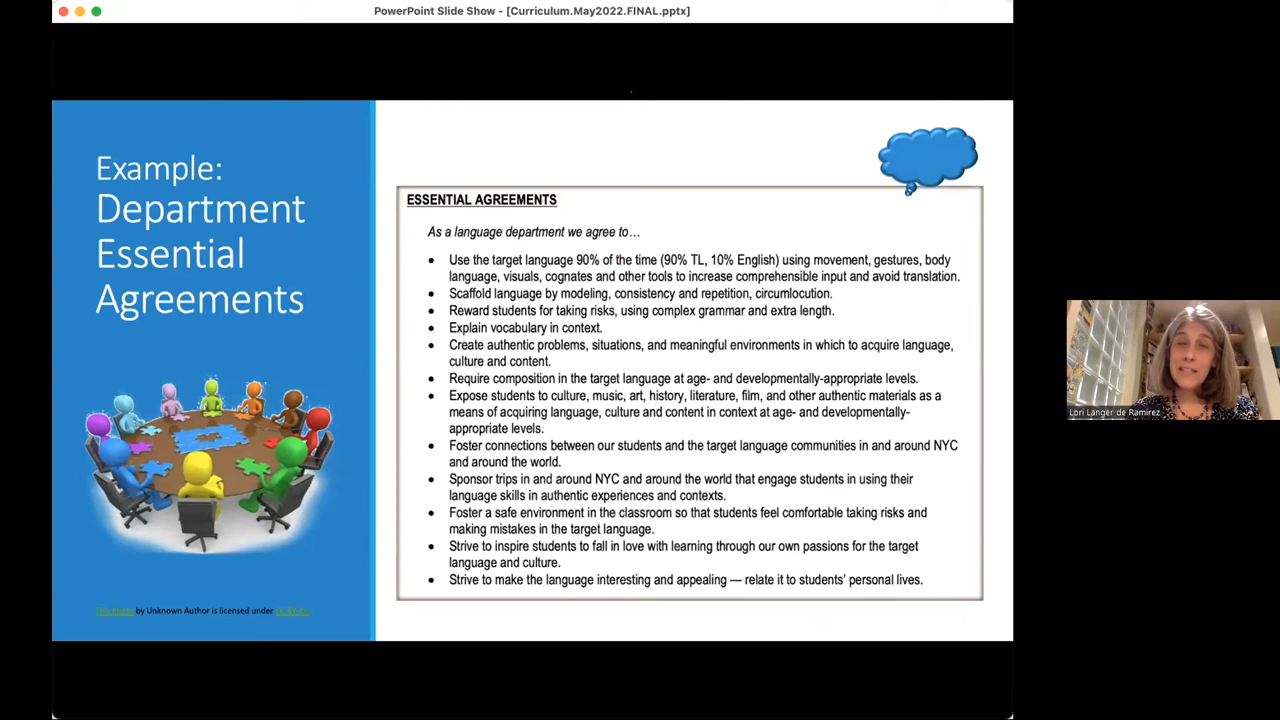 PowerPoint Slide Show - [Curriculum.May2022.FINAL.pptx]
Example:
Department
Essential
Agreements
by Unknown Author is licensed under
ESSENTIAL AGREEMENTS
As a language department we agree to…
• Use the target language 90% of the time (90% TL, 10% English) using movement, gestures, body
language, visuals, cognates and other tools to increase comprehensible input and avoid translation.
• Scaffold language by modeling, consistency and repetition, circumlocution.
• Reward students for taking risks, using complex grammar and extra length.
• Explain vocabulary in context.
• Create authentic problems, situations, and meaningful environments in which to acquire language,
culture and content.
• Require composition in the target language at age- and developmentally-appropriate levels.
• Expose students to culture, music, art, history, literature, film, and other authentic materials as a
means of acquiring language, culture and content in context at age- and developmentally-
appropriate levels.
• Foster connections between our students and the target language communities in and around NYC
and around the world.
• Sponsor trips in and around NYC and around the world that engage students in using their
language skills in authentic experiences and contexts.
• Foster a safe environment in the classroom so that students feel comfortable taking risks and
making mistakes in the target language.
• Strive to inspire students to fall in love with learning through our own passions for the target
language and culture.
• Strive to make the language interesting and appealing — relate it to students’ personal lives.
Lori Langer de Ramirez